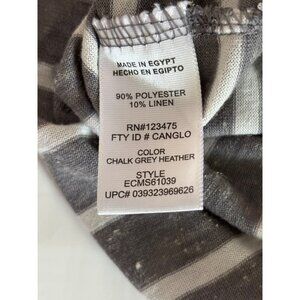 MADE IN EGYPT
HECHO EN EGIPTO
90% POLYESTER
10% LINEN
RN#123475
FTY ID # CANGLO
COLOR
CHALK GREY HEATHER
STYLE
ECMS61039
UPC# 039323969626